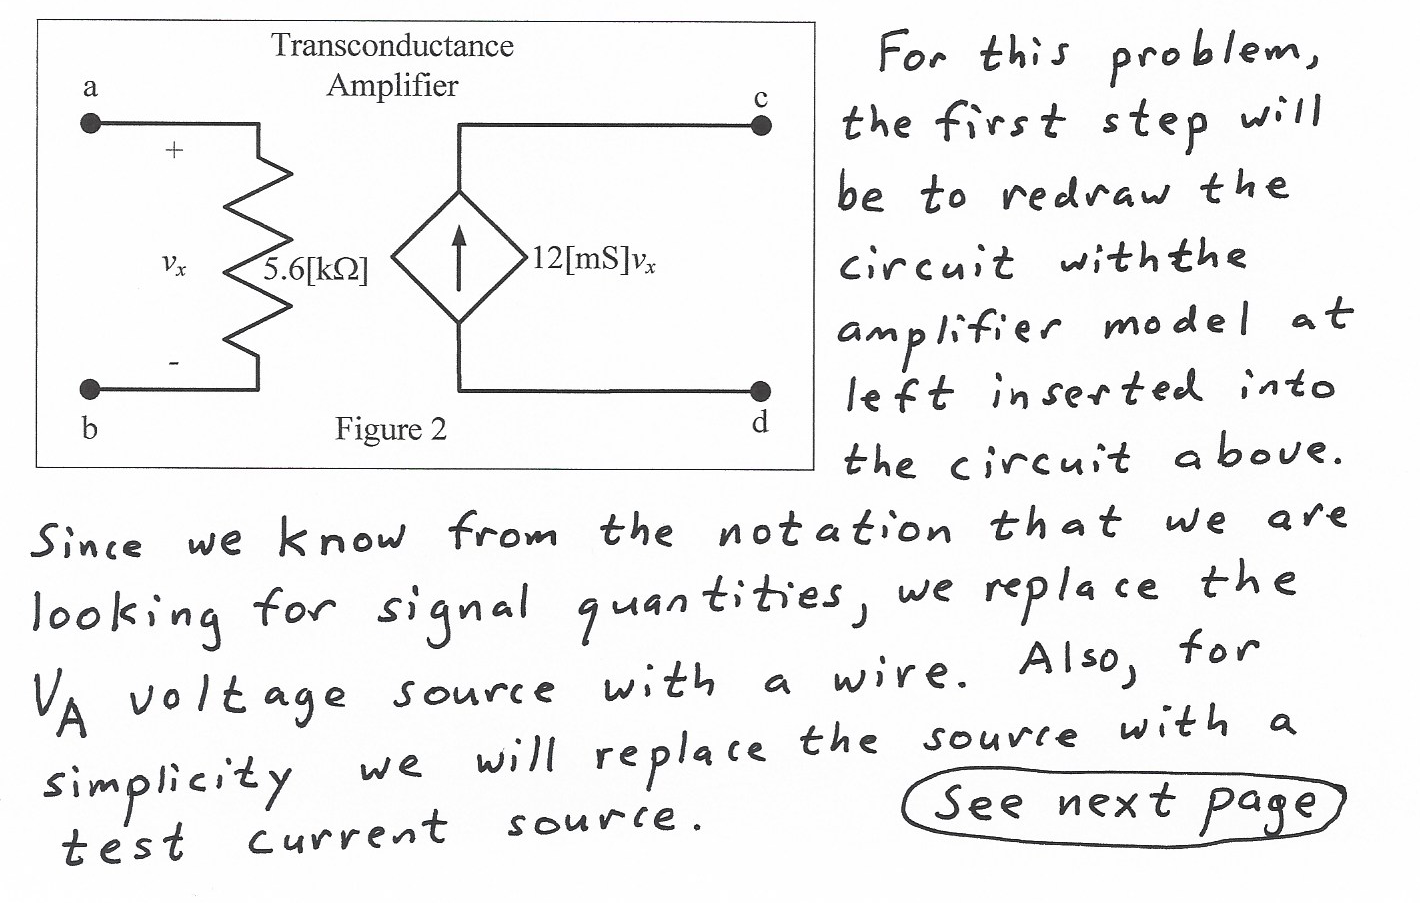 Transconductance
Amplifier
a
c
+
v_x
5.6[kΩ]
12[mS]v_x
-
b
Figure 2
d
For this problem,
the first step will
be to redraw the
circuit withthe
amplifier model at
left inserted into
the circuit above.
Since we know from the notation that we are
looking for signal quantities, we replace the
V_A voltage source with a wire. Also, for
simplicity we will replace the source with a
test current source.
See next page